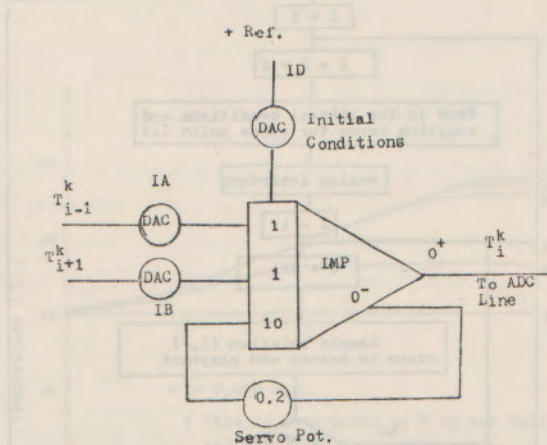 + Ref.
ID
DAC
Initial
Conditions
IA
T^k_{i-1}
DAC
1
T^k_{i+1}
DAC
1
IB
IMP
10
0^+
0^-
T^k_i
To ADC
Line
0.2
Servo Pot.